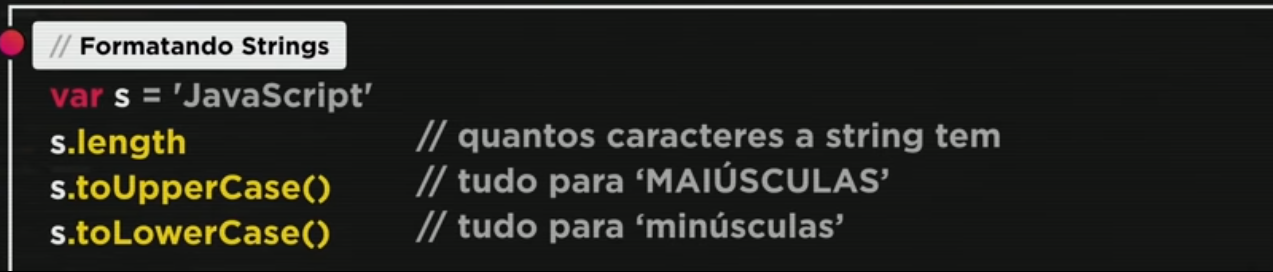 // Formatando Strings
var s = 'JavaScript'
s.length // quantos caracteres a string tem
s.toUpperCase() // tudo para ‘MAIÚSCULAS’
s.toLowerCase() // tudo para ‘minúsculas’